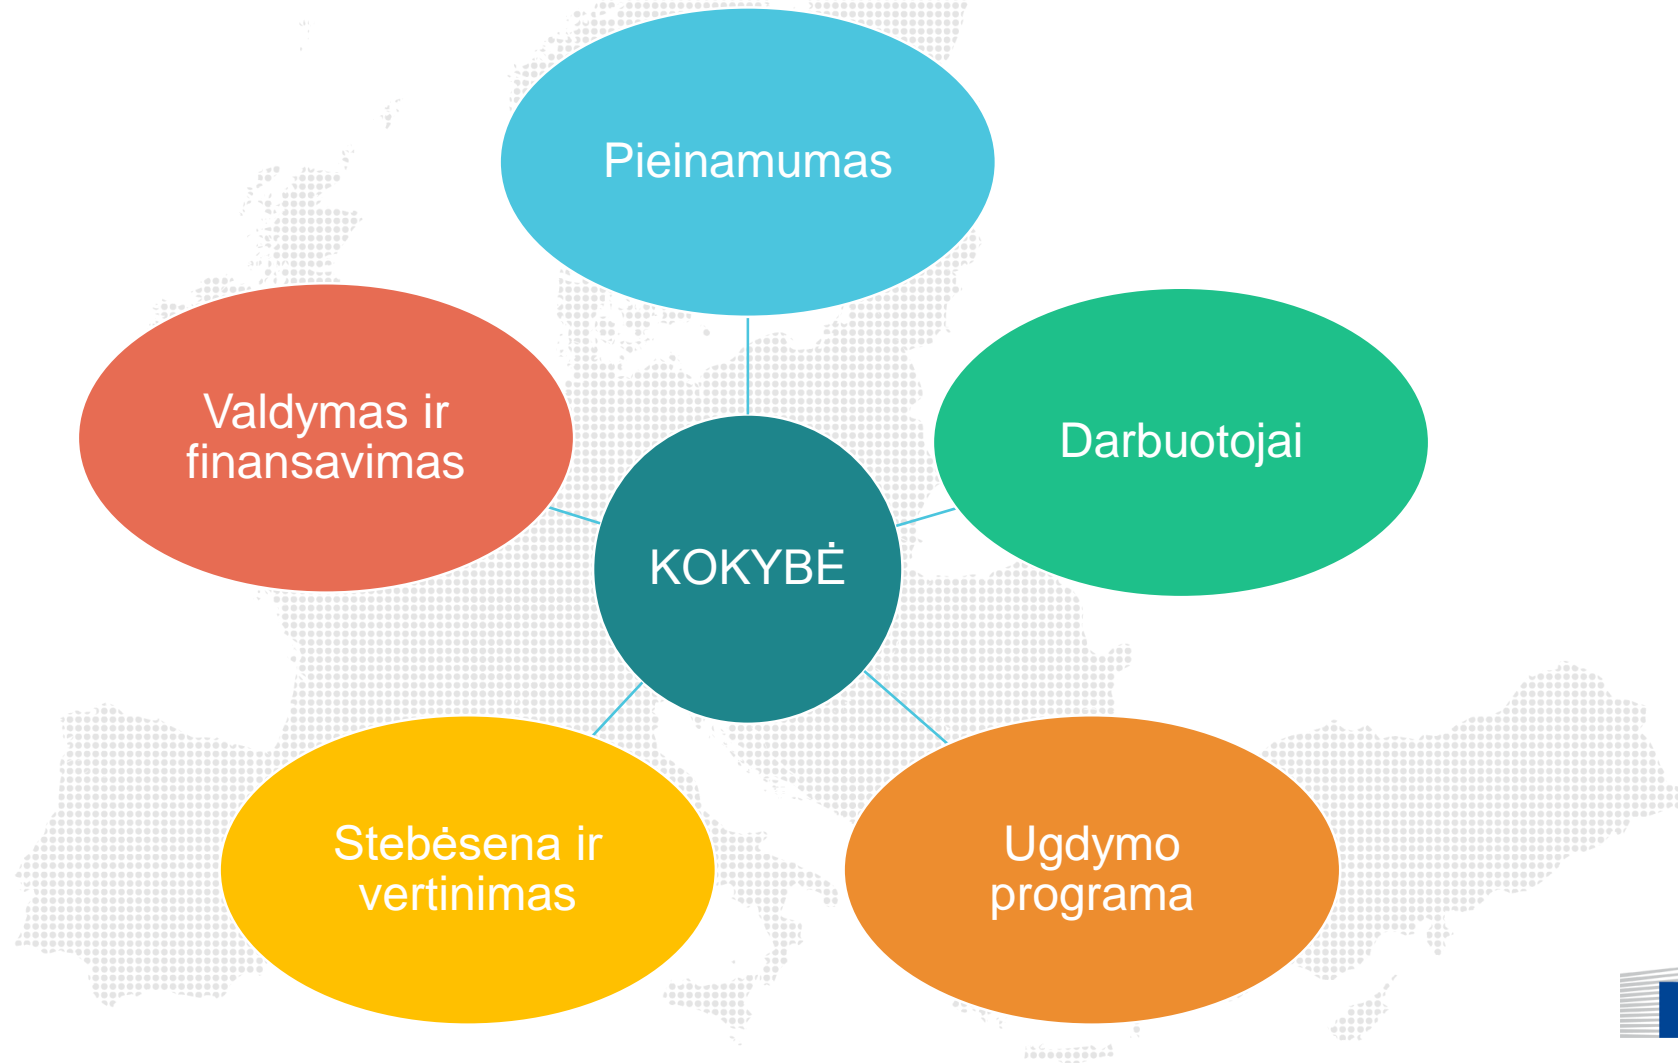 Pieinamumas
Valdymas ir
finansavimas
Darbuotojai
KOKYBĖ
Stebėsena ir
vertinimas
Ugdymo
programa